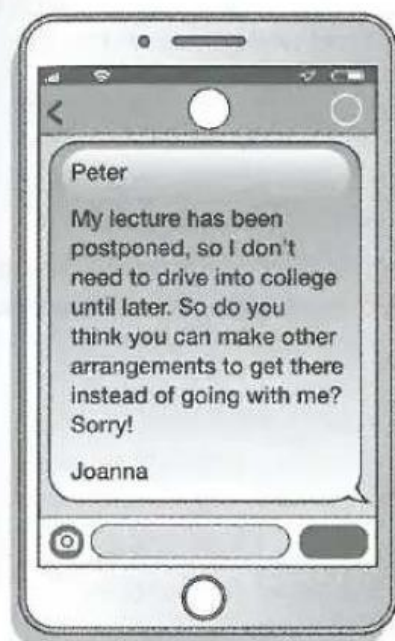 Peter
My lecture has been
postponed, so I don't
need to drive into college
until later. So do you
think you can make other
arrangements to get there
instead of going with me?
Sorry!
Joanna